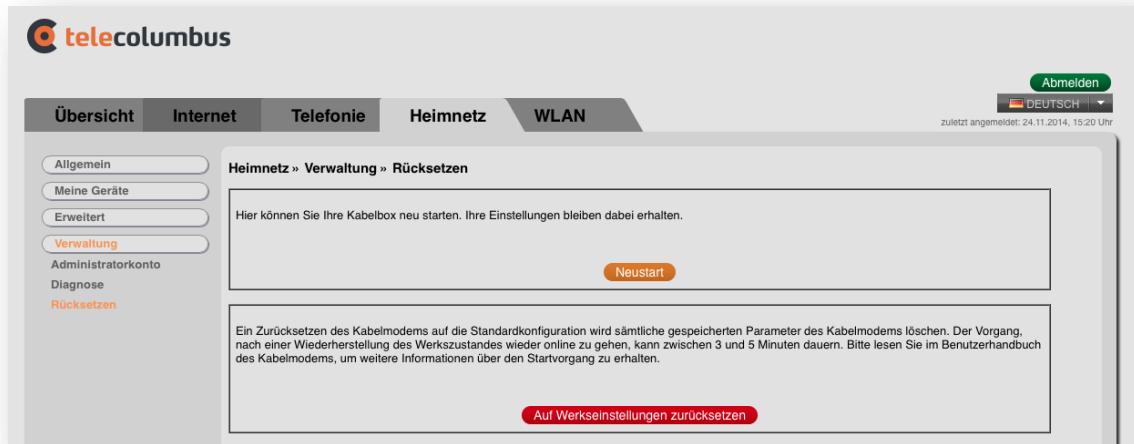 telecolumbus
Abmelden
DEUTSCH
zuletzt angemeldet: 24.11.2014, 15:20 Uhr
Übersicht Internet Telefonie Heimnetz WLAN
Allgemein
Meine Geräte
Erweitert
Verwaltung
Administratorkonto
Diagnose
Rücksetzen
Heimnetz » Verwaltung » Rücksetzen
Hier können Sie Ihre Kabelbox neu starten. Ihre Einstellungen bleiben dabei erhalten.
Neustart
Ein Zurücksetzen des Kabelmodems auf die Standardkonfiguration wird sämtliche gespeicherten Parameter des Kabelmodems löschen. Der Vorgang,
nach einer Wiederherstellung des Werkszustandes wieder online zu gehen, kann zwischen 3 und 5 Minuten dauern. Bitte lesen Sie im Benutzerhandbuch
des Kabelmodems, um weitere Informationen über den Startvorgang zu erhalten.
Auf Werkseinstellungen zurücksetzen